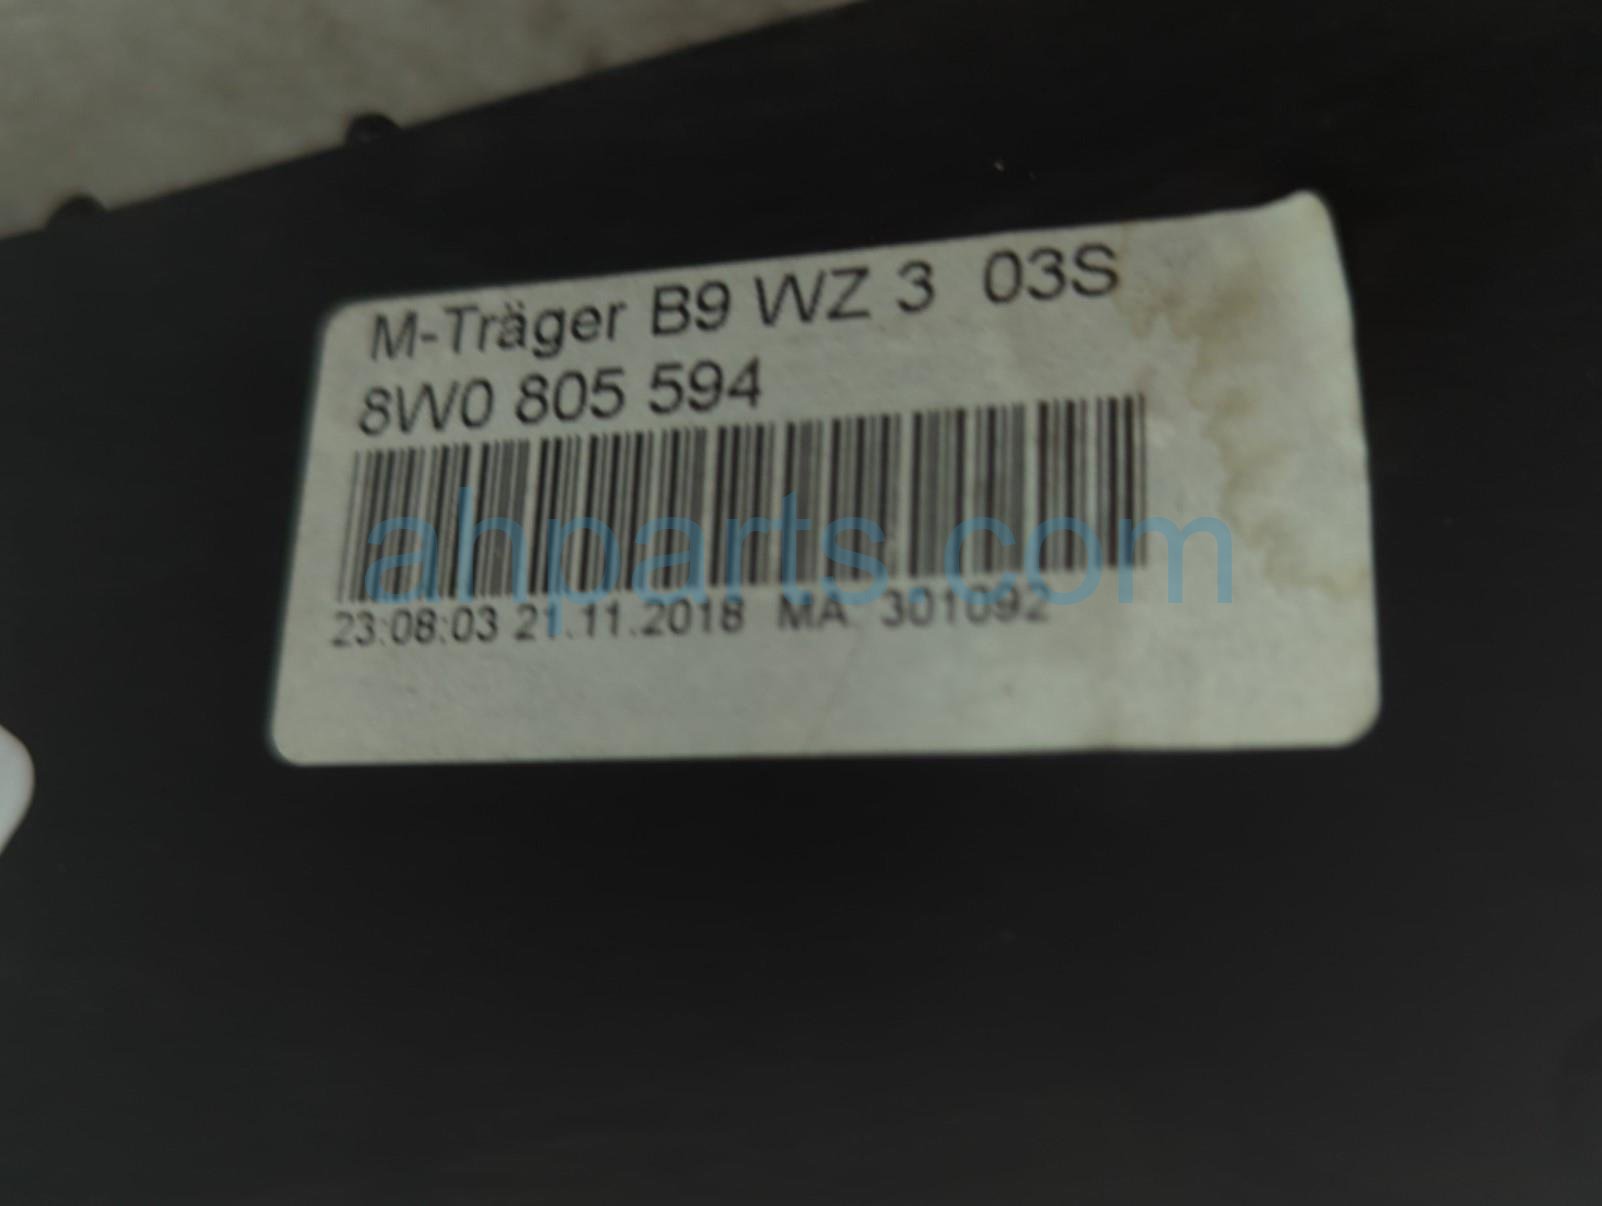 M-Träger B9 WZ 3 03S
8W0 805 594
ahparts.com
23:08:03 21.11.2018 MA 301092